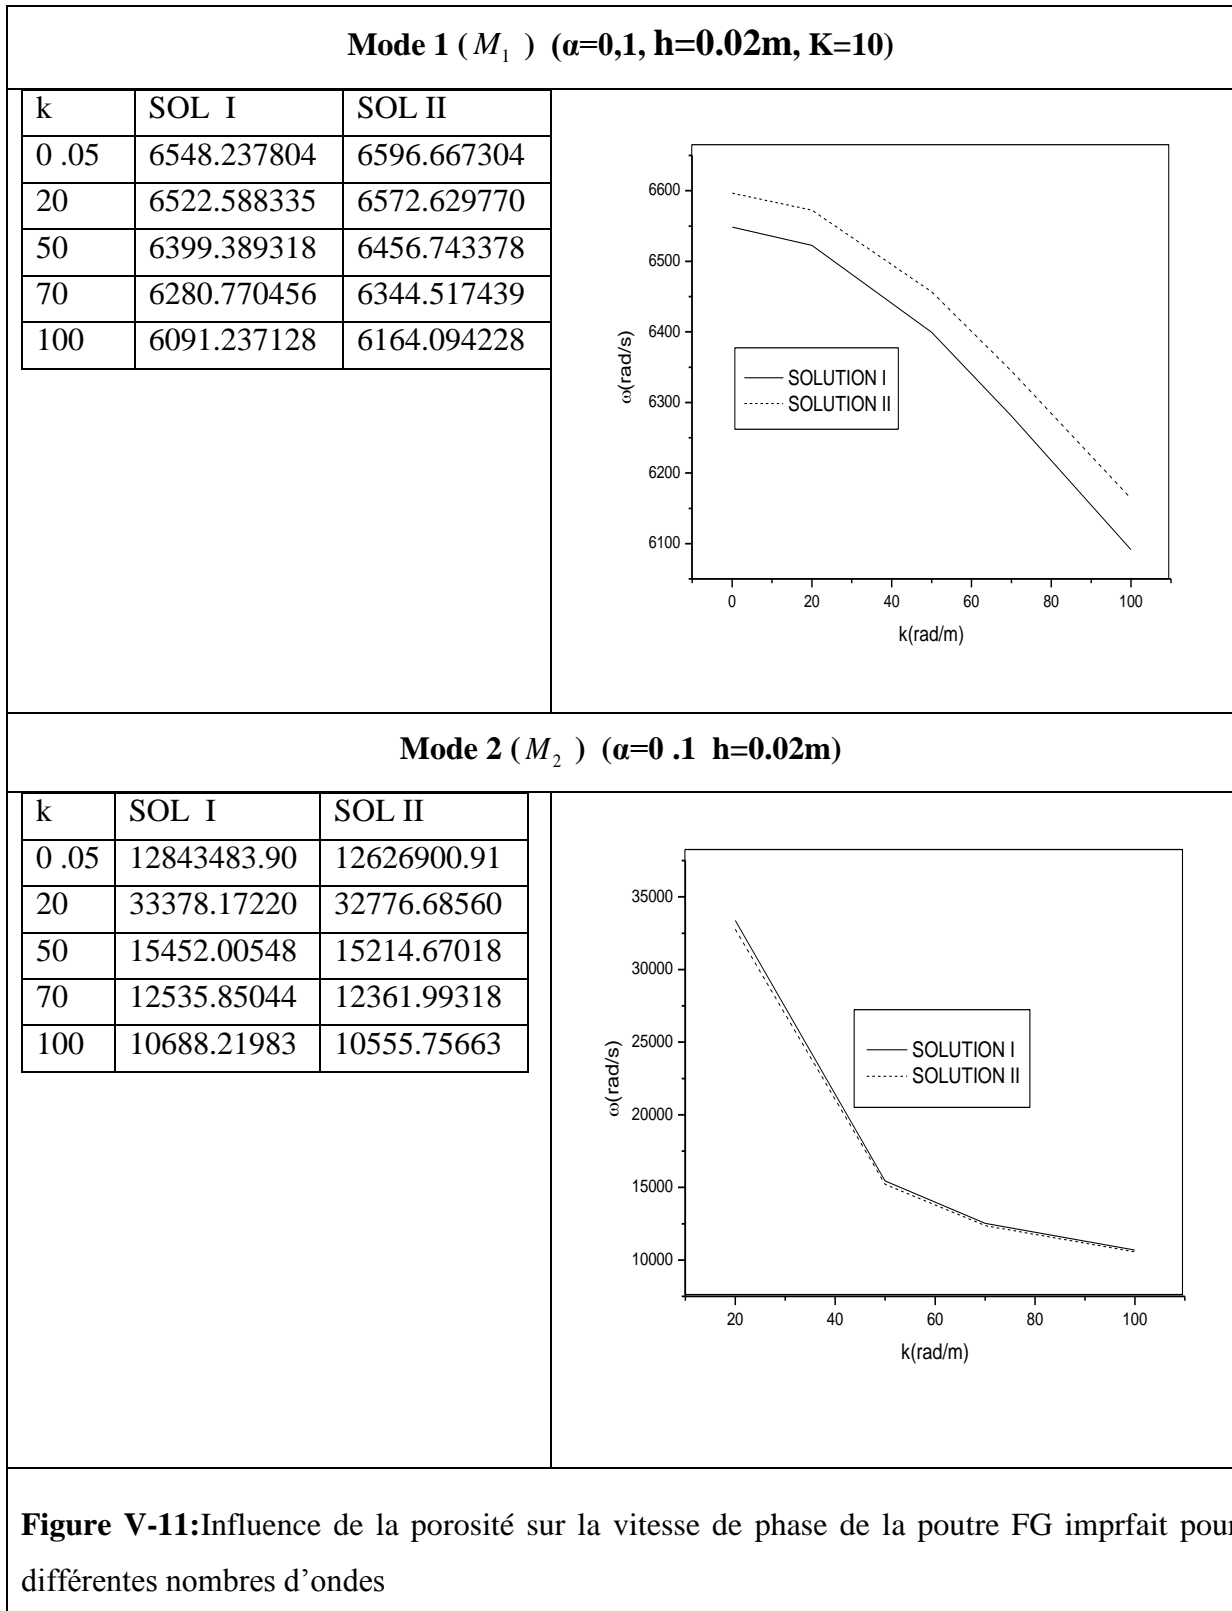 Mode 1 ( M1 ) (α=0,1, h=0.02m, K=10)
k SOL I SOL II
0 .05 6548.237804 6596.667304
20 6522.588335 6572.629770
50 6399.389318 6456.743378
70 6280.770456 6344.517439
100 6091.237128 6164.094228
6600
6500
6400
6300
6200
6100
ω(rad/s)
SOLUTION I
SOLUTION II
0 20 40 60 80 100
k(rad/m)
Mode 2 ( M2 ) (α=0 .1 h=0.02m)
k SOL I SOL II
0 .05 12843483.90 12626900.91
20 33378.17220 32776.68560
50 15452.00548 15214.67018
70 12535.85044 12361.99318
100 10688.21983 10555.75663
35000
30000
25000
20000
15000
10000
ω(rad/s)
SOLUTION I
SOLUTION II
20 40 60 80 100
k(rad/m)
Figure V-11:Influence de la porosité sur la vitesse de phase de la poutre FG imprfait pour
différentes nombres d’ondes